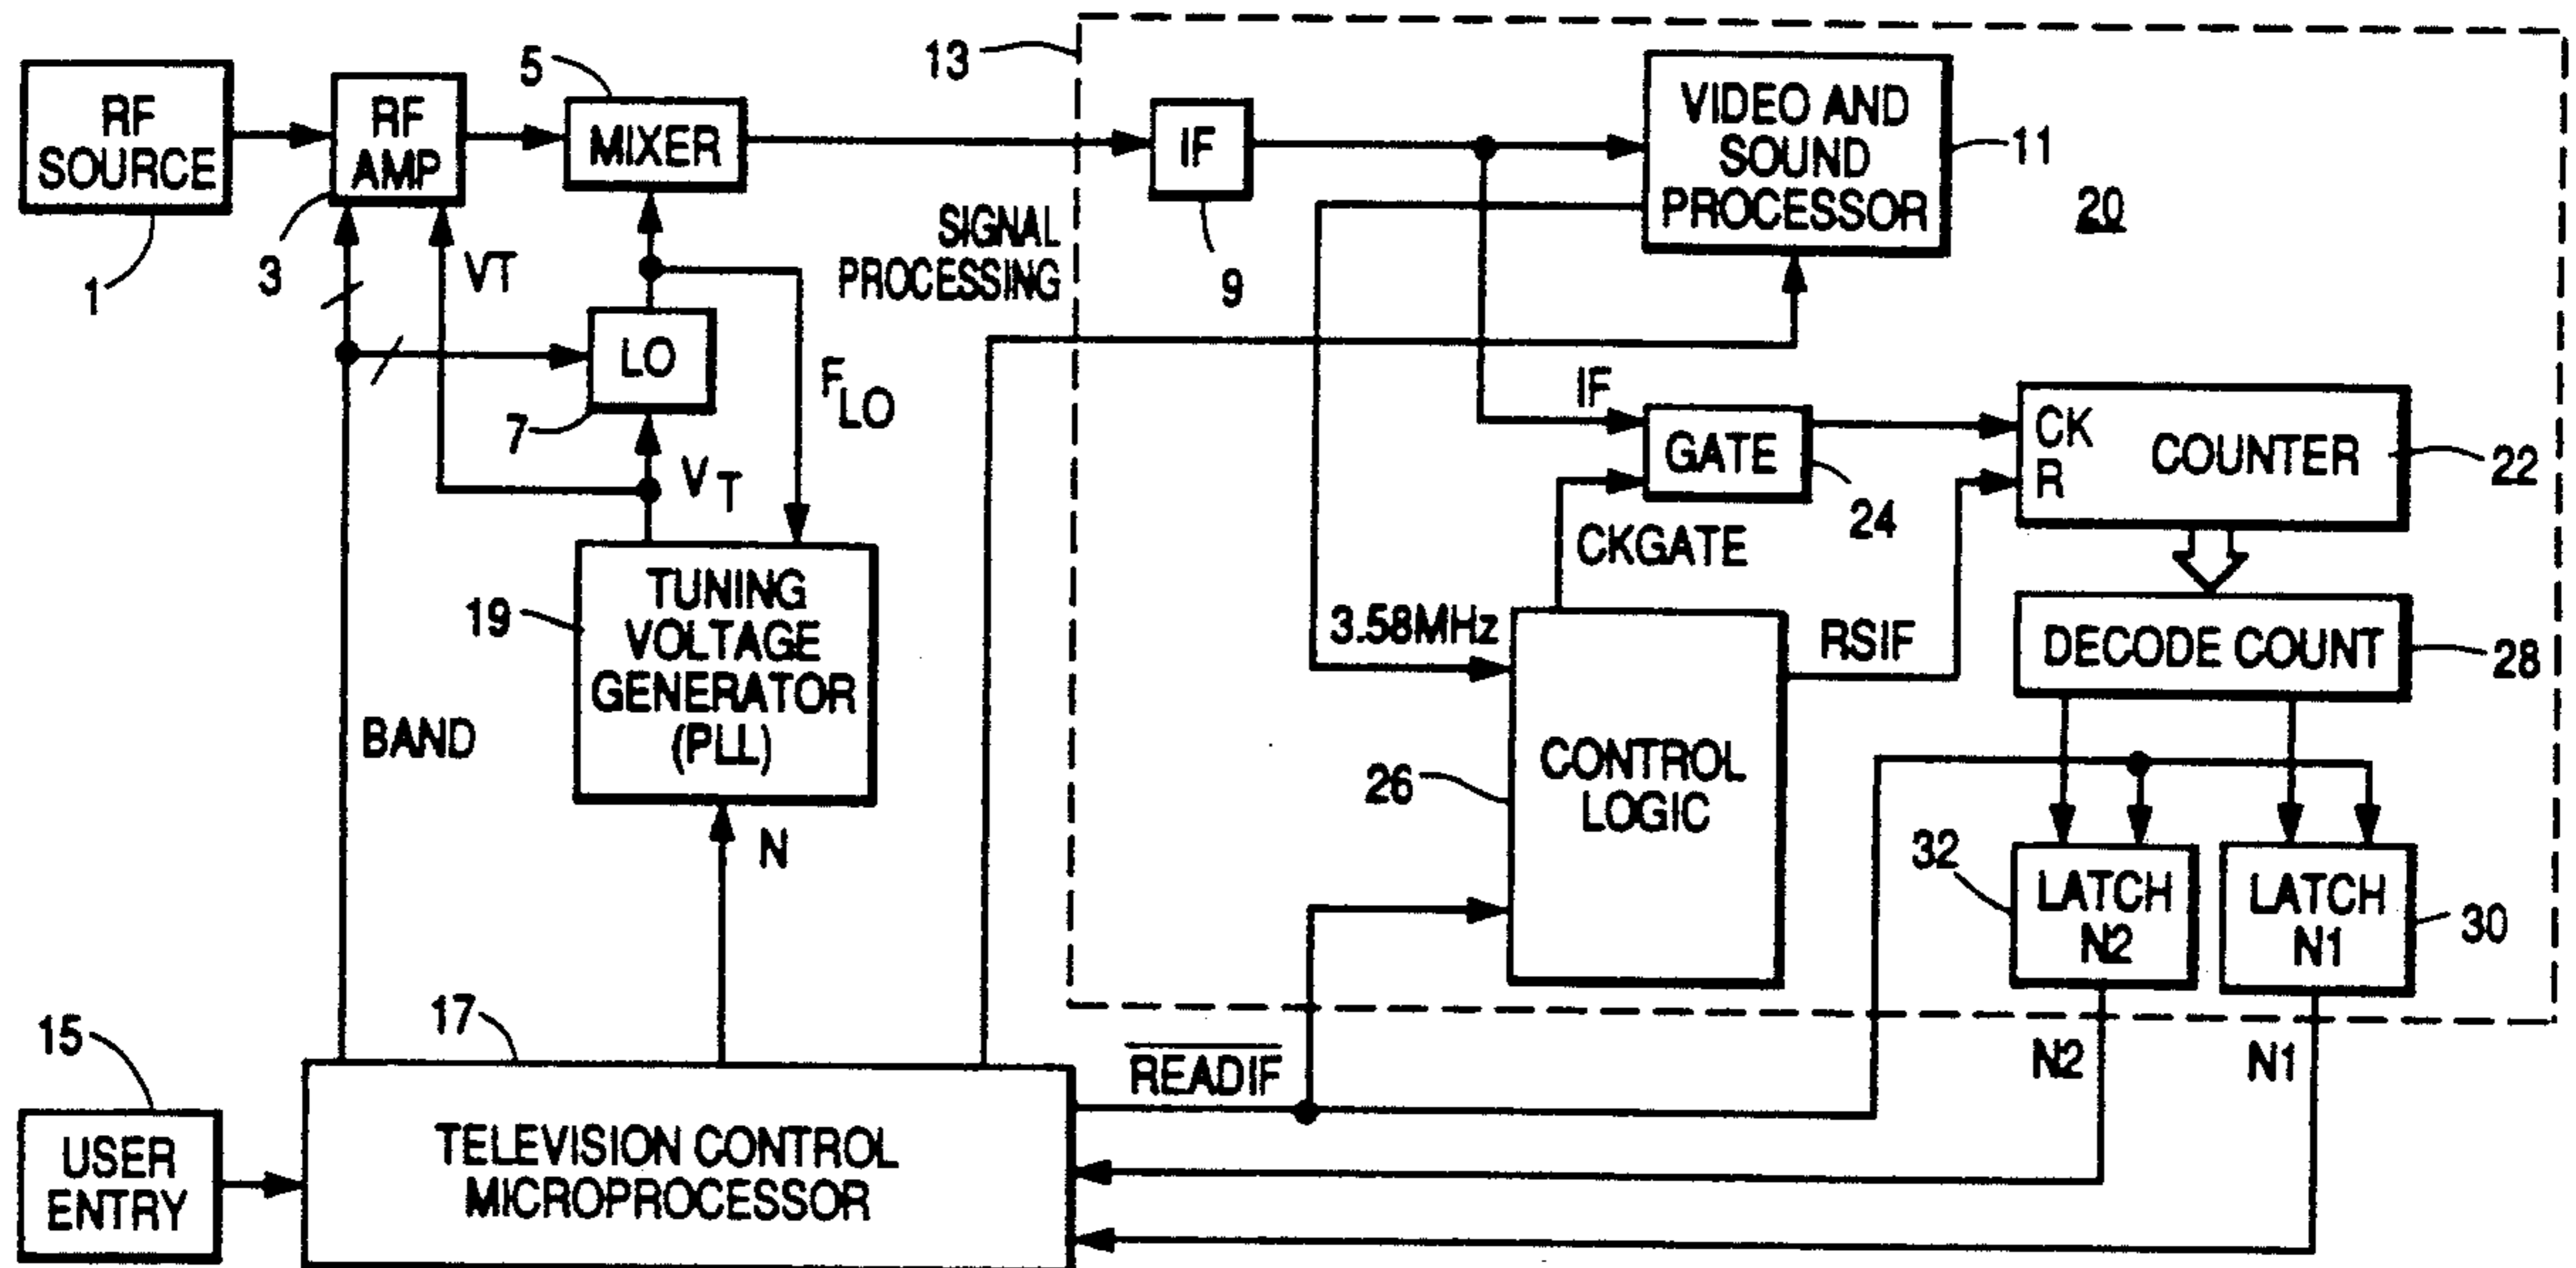 RF
SOURCE
1
RF
AMP
3
5
MIXER
13
IF
9
VIDEO AND
SOUND
PROCESSOR
11
20
SIGNAL
PROCESSING
VT
LO
7
F LO
V T
IF
GATE
24
CK
R
COUNTER
22
CKGATE
TUNING
VOLTAGE
GENERATOR
(PLL)
19
3.58MHz
RSIF
DECODE COUNT
28
BAND
N
CONTROL
LOGIC
26
32
LATCH
N2
LATCH
N1
30
15
17
READIF
N2
N1
USER
ENTRY
TELEVISION CONTROL
MICROPROCESSOR